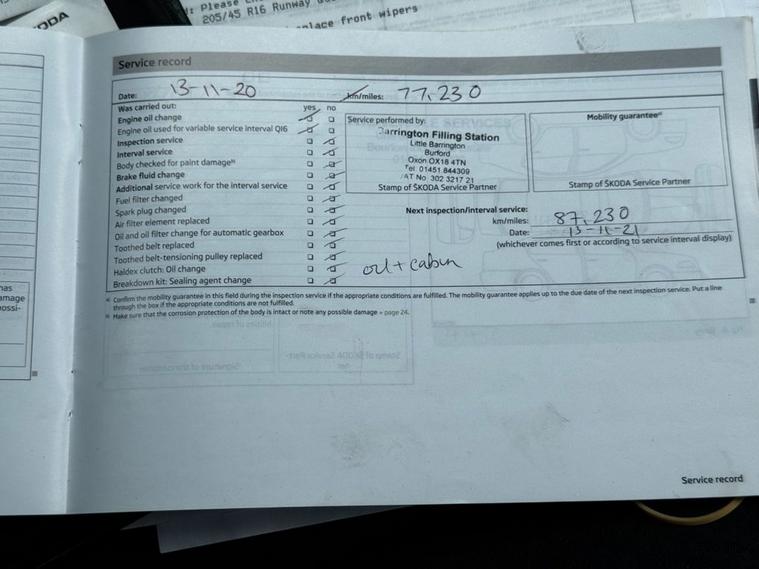 ODA
205/45 R16 Runway
place front wipers
Service record
Date: 13-11-20 km/miles: 77,230
Was carried out: yes no
Engine oil change
Engine oil used for variable service interval QI6
Inspection service
Interval service
Body checked for paint damage b)
Brake fluid change
Additional service work for the interval service
Fuel filter changed
Spark plug changed
Air filter element replaced
Oil and oil filter change for automatic gearbox
Toothed belt replaced
Toothed belt-tensioning pulley replaced
Haldex clutch: Oil change
Breakdown kit: Sealing agent change
Service performed by:
Barrington Filling Station
Little Barrington
Burford
Oxon OX18 4TN
Tel 01451 844309
AT No 302 3217 21
Stamp of ŠKODA Service Partner
Mobility guarantee a)
Stamp of ŠKODA Service Partner
Next inspection/interval service:
km/miles: 87,230
Date: 13-11-21
(whichever comes first or according to service interval display)
oil + cabin
a) Confirm the mobility guarantee in this field during the inspection service if the appropriate conditions are fulfilled. The mobility guarantee applies up to the due date of the next inspection service. Put a line
through the box if the appropriate conditions are not fulfilled.
b) Make sure that the corrosion protection of the body is intact or note any possible damage » page 24.
has
amage
ossi-
Service record